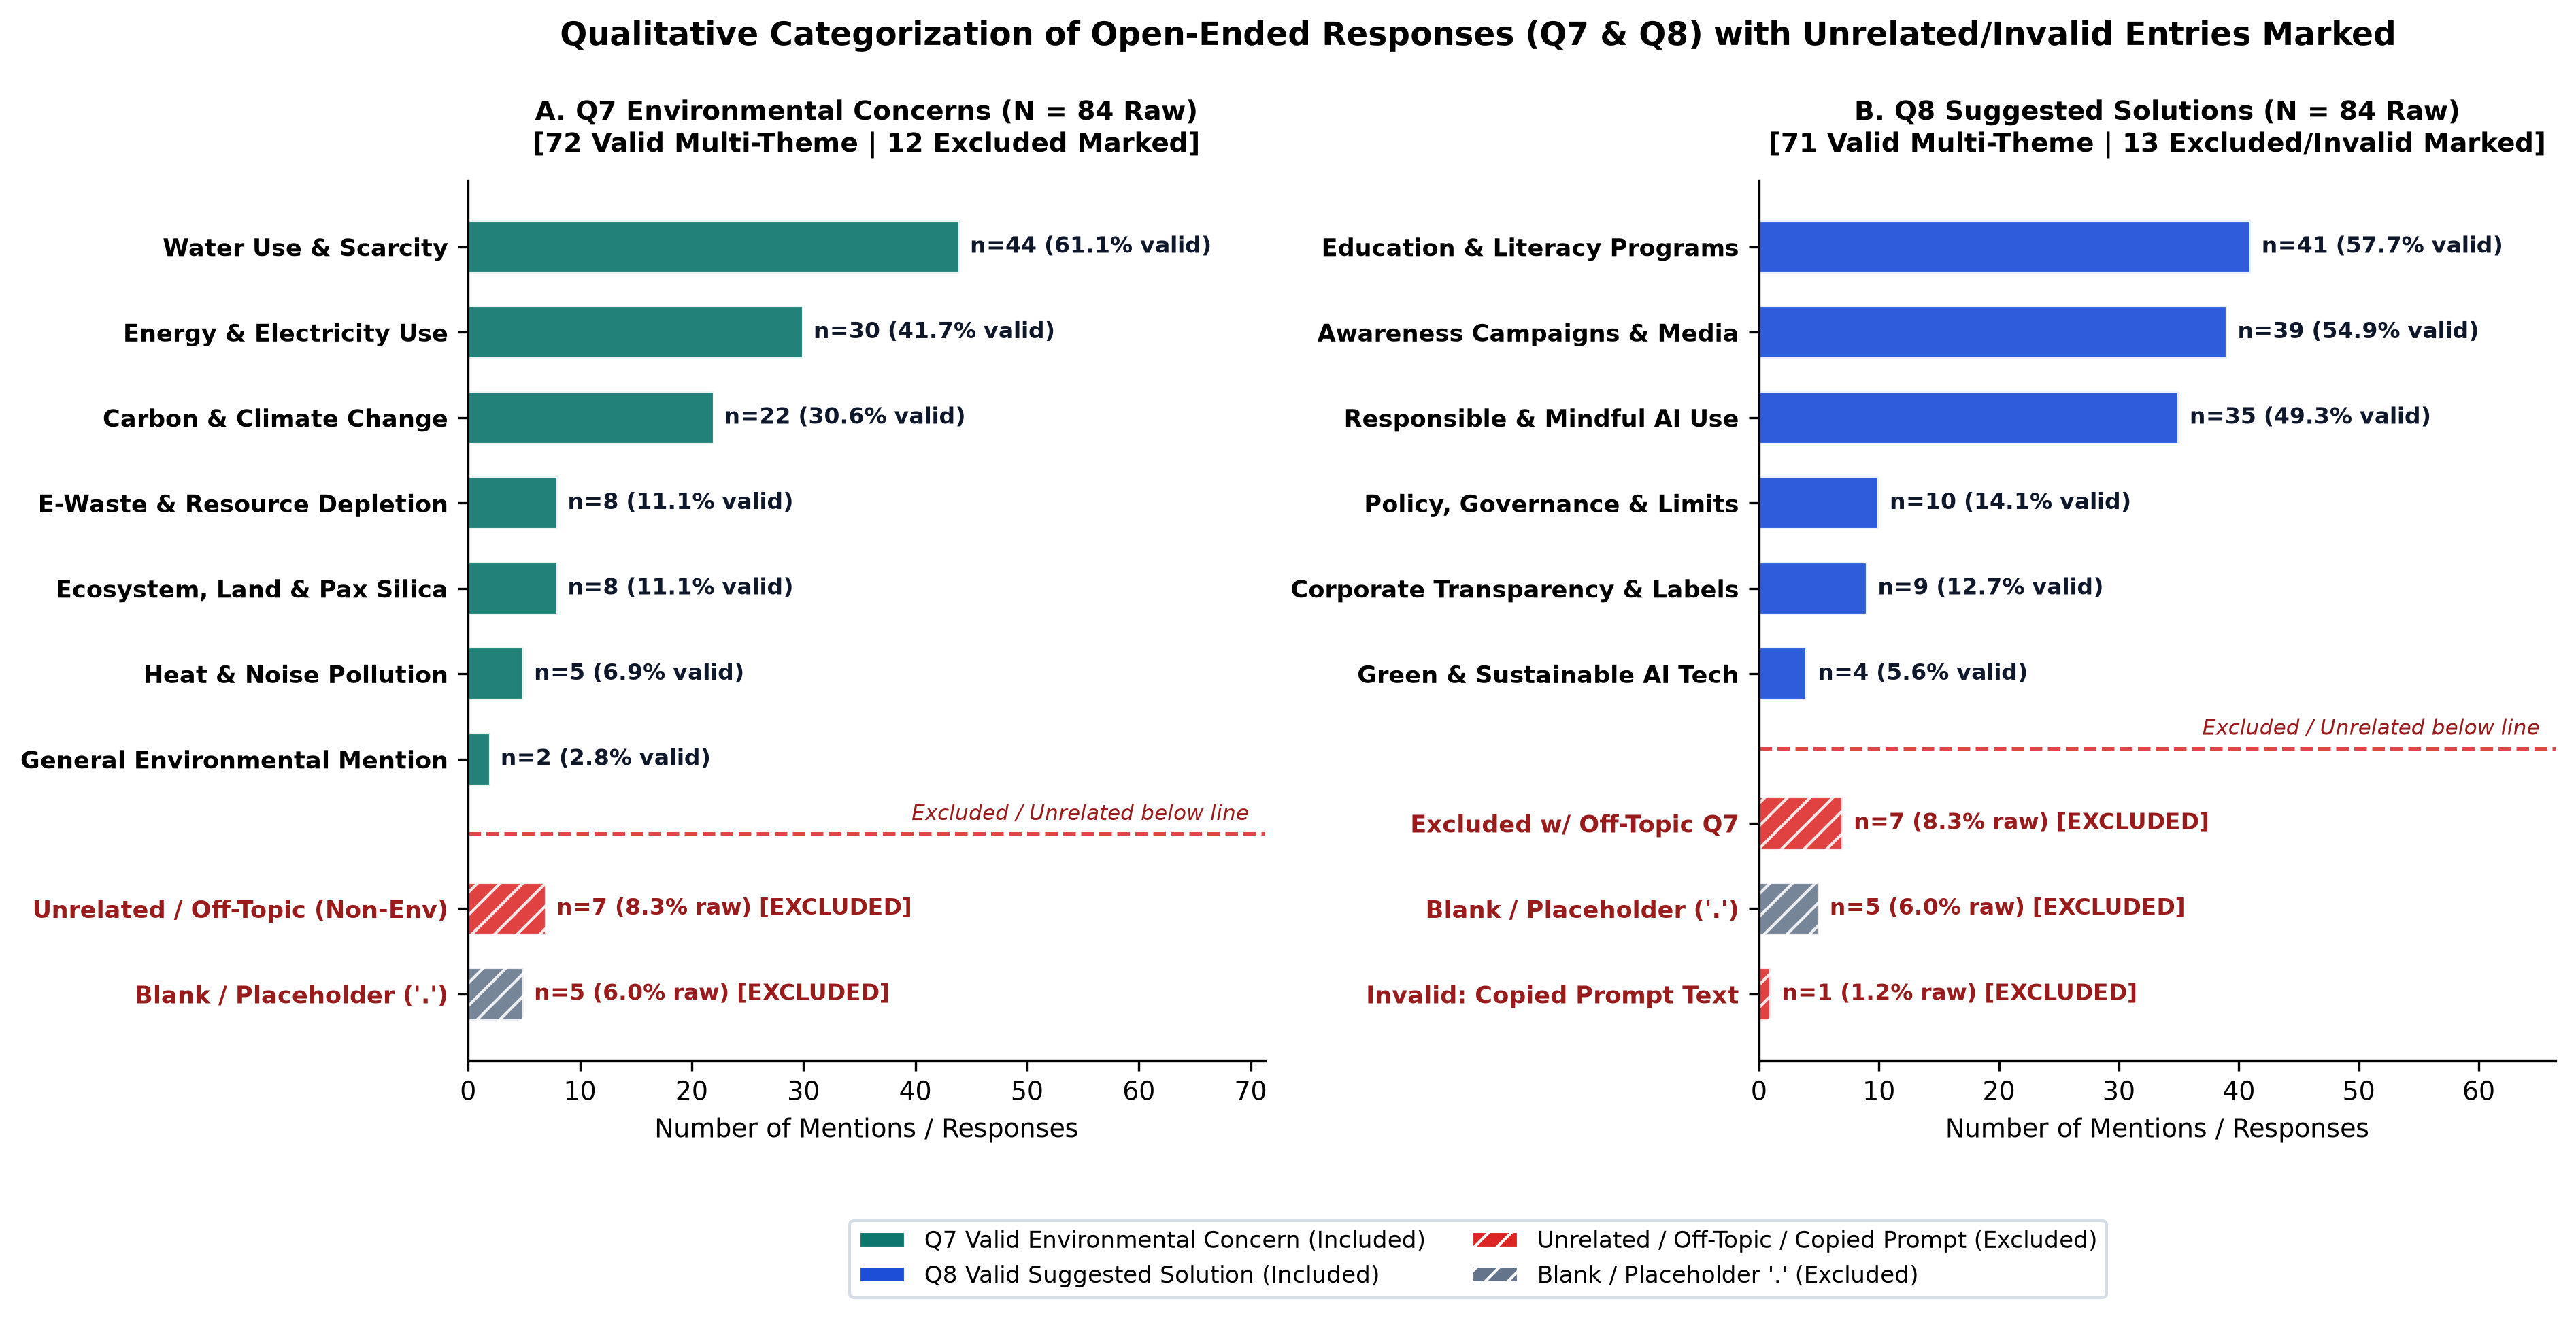 Qualitative Categorization of Open-Ended Responses (Q7 & Q8) with Unrelated/Invalid Entries Marked
A. Q7 Environmental Concerns (N = 84 Raw)
[72 Valid Multi-Theme | 12 Excluded Marked]
Water Use & Scarcity
n=44 (61.1% valid)
Energy & Electricity Use
n=30 (41.7% valid)
Carbon & Climate Change
n=22 (30.6% valid)
E-Waste & Resource Depletion
n=8 (11.1% valid)
Ecosystem, Land & Pax Silica
n=8 (11.1% valid)
Heat & Noise Pollution
n=5 (6.9% valid)
General Environmental Mention
n=2 (2.8% valid)
Excluded / Unrelated below line
Unrelated / Off-Topic (Non-Env)
n=7 (8.3% raw) [EXCLUDED]
Blank / Placeholder ('.')
n=5 (6.0% raw) [EXCLUDED]
0 10 20 30 40 50 60 70
Number of Mentions / Responses
B. Q8 Suggested Solutions (N = 84 Raw)
[71 Valid Multi-Theme | 13 Excluded/Invalid Marked]
Education & Literacy Programs
n=41 (57.7% valid)
Awareness Campaigns & Media
n=39 (54.9% valid)
Responsible & Mindful AI Use
n=35 (49.3% valid)
Policy, Governance & Limits
n=10 (14.1% valid)
Corporate Transparency & Labels
n=9 (12.7% valid)
Green & Sustainable AI Tech
n=4 (5.6% valid)
Excluded / Unrelated below line
Excluded w/ Off-Topic Q7
n=7 (8.3% raw) [EXCLUDED]
Blank / Placeholder ('.')
n=5 (6.0% raw) [EXCLUDED]
Invalid: Copied Prompt Text
n=1 (1.2% raw) [EXCLUDED]
0 10 20 30 40 50 60
Number of Mentions / Responses
Q7 Valid Environmental Concern (Included)
Q8 Valid Suggested Solution (Included)
Unrelated / Off-Topic / Copied Prompt (Excluded)
Blank / Placeholder '.' (Excluded)